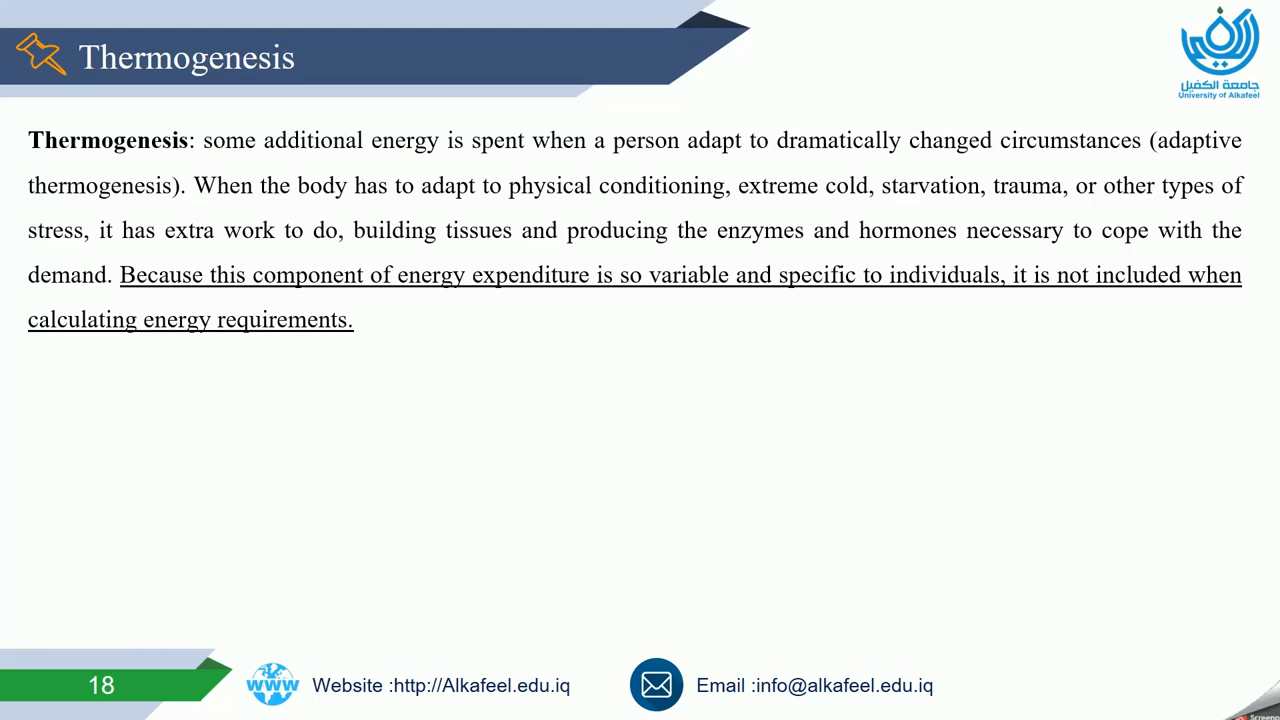 Thermogenesis
جامعة الكفيل
University of Alkafeel
Thermogenesis: some additional energy is spent when a person adapt to dramatically changed circumstances (adaptive
thermogenesis). When the body has to adapt to physical conditioning, extreme cold, starvation, trauma, or other types of
stress, it has extra work to do, building tissues and producing the enzymes and hormones necessary to cope with the
demand. Because this component of energy expenditure is so variable and specific to individuals, it is not included when
calculating energy requirements.
18
www
Website :http://Alkafeel.edu.iq
Email :info@alkafeel.edu.iq